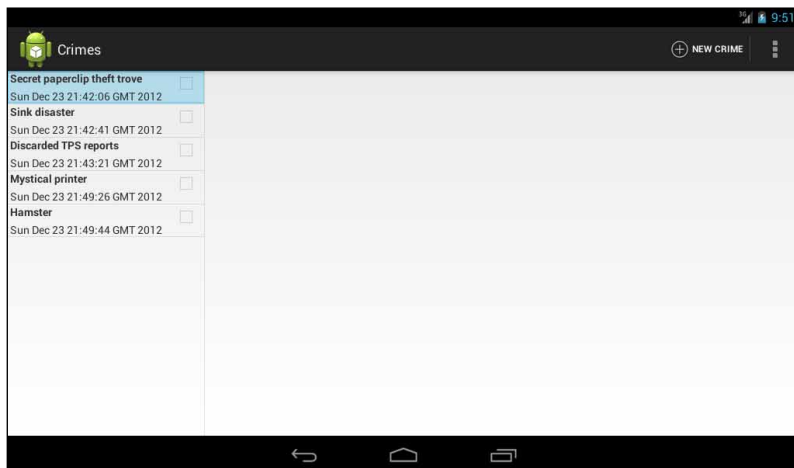 3G 9:51
Crimes
NEW CRIME
Secret paperclip theft trove
Sun Dec 23 21:42:06 GMT 2012
Sink disaster
Sun Dec 23 21:42:41 GMT 2012
Discarded TPS reports
Sun Dec 23 21:43:21 GMT 2012
Mystical printer
Sun Dec 23 21:49:26 GMT 2012
Hamster
Sun Dec 23 21:49:44 GMT 2012